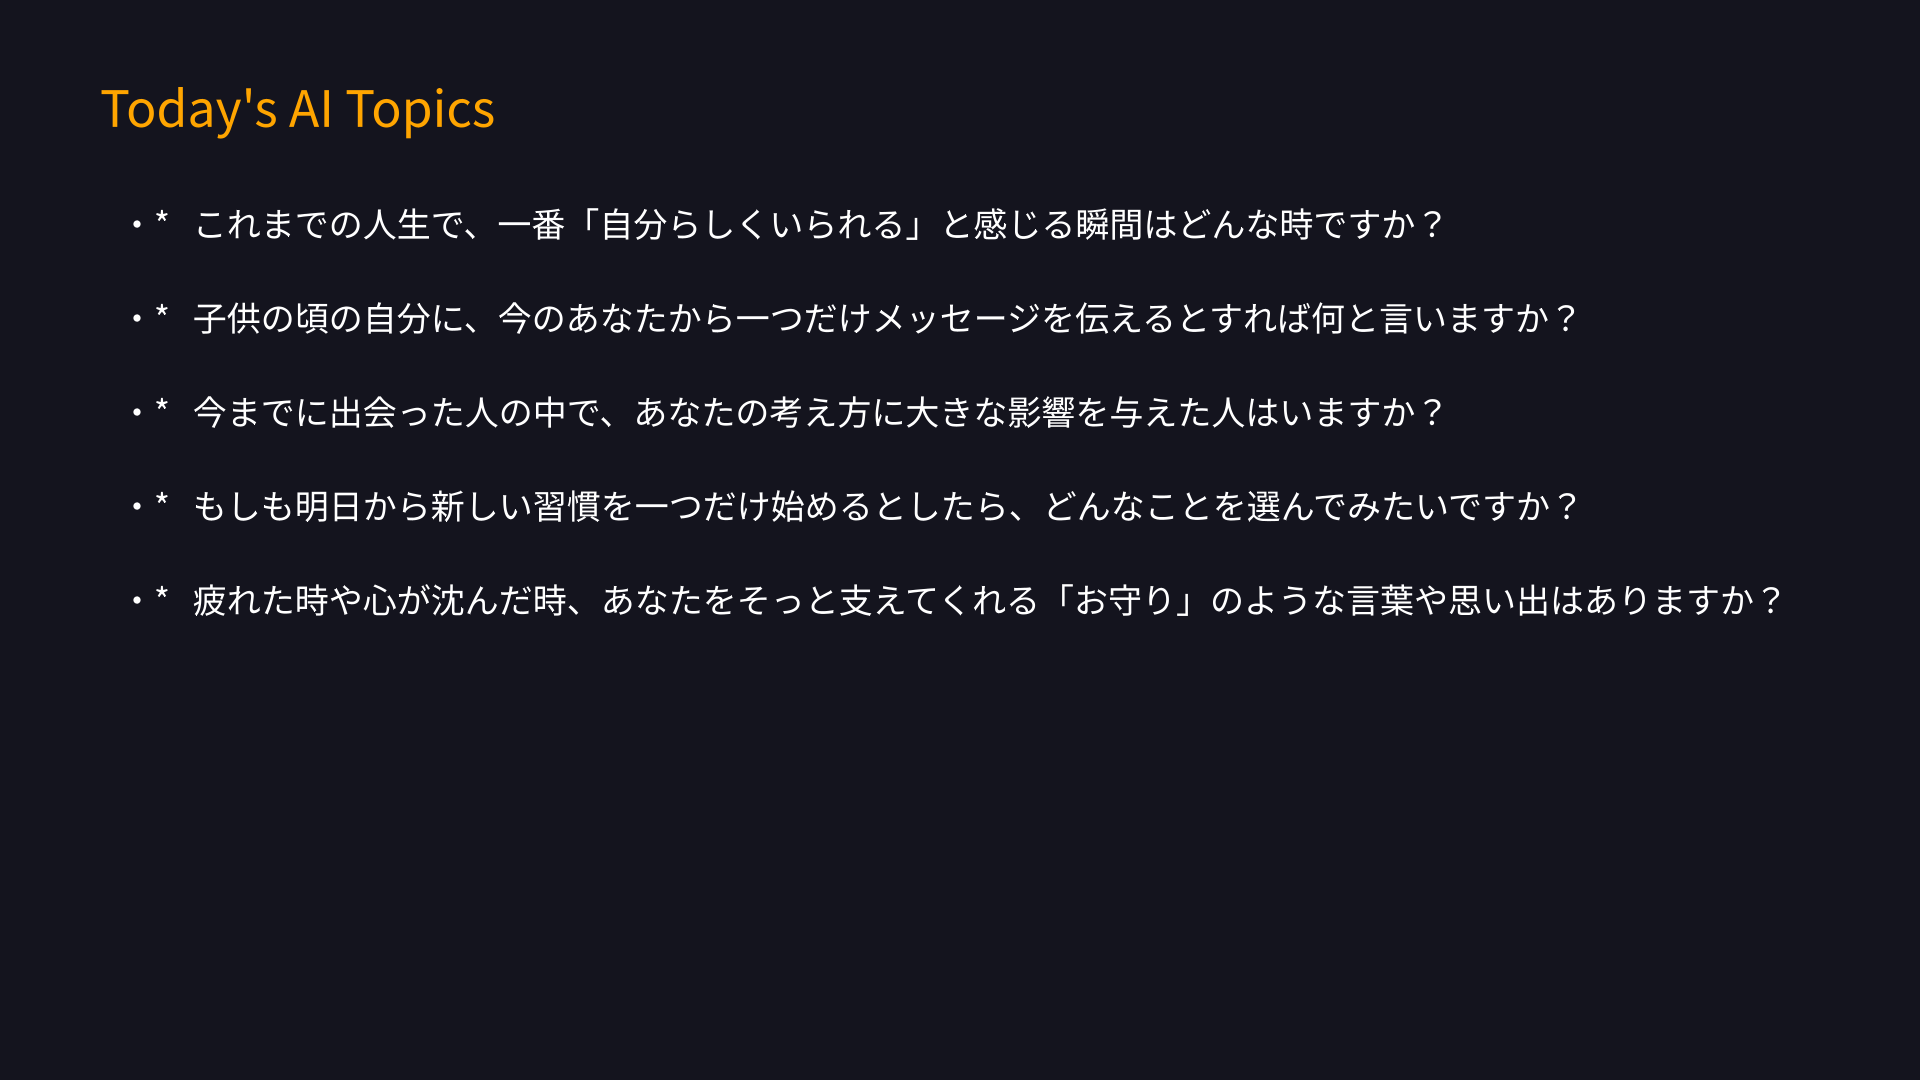 Today's AI Topics
・* これまでの人生で、一番「自分らしくいられる」と感じる瞬間はどんな時ですか？
・* 子供の頃の自分に、今のあなたから一つだけメッセージを伝えるとすれば何と言いますか？
・* 今までに出会った人の中で、あなたの考え方に大きな影響を与えた人はいますか？
・* もしも明日から新しい習慣を一つだけ始めるとしたら、どんなことを選んでみたいですか？
・* 疲れた時や心が沈んだ時、あなたをそっと支えてくれる「お守り」のような言葉や思い出はありますか？